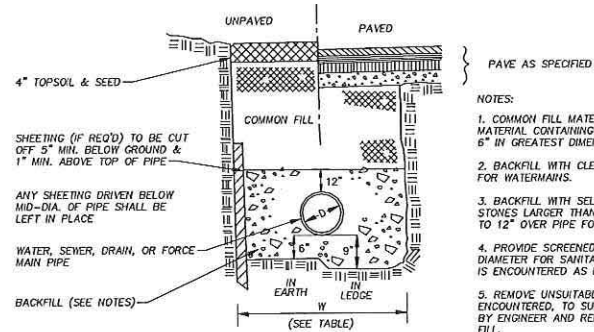 UNPAVED
PAVED
4" TOPSOIL & SEED
PAVE AS SPECIFIED
COMMON FILL
SHEETING (IF REQ'D) TO BE CUT
OFF 5" MIN. BELOW GROUND &
1" MIN. ABOVE TOP OF PIPE
12"
ANY SHEETING DRIVEN BELOW
MID-DIA. OF PIPE SHALL BE
LEFT IN PLACE
D
WATER, SEWER, DRAIN, OR FORCE
MAIN PIPE
6"
9"
BACKFILL (SEE NOTES)
IN
EARTH
IN
LEDGE
W
(SEE TABLE)
NOTES:
1. COMMON FILL MATE
MATERIAL CONTAINING
6" IN GREATEST DIME
2. BACKFILL WITH CLE
FOR WATERMAINS.
3. BACKFILL WITH SEL
STONES LARGER THAN
TO 12" OVER PIPE FO
4. PROVIDE SCREENED
DIAMETER FOR SANITA
IS ENCOUNTERED AS
5. REMOVE UNSUITABL
ENCOUNTERED, TO SU
BY ENGINEER AND RE
FILL.